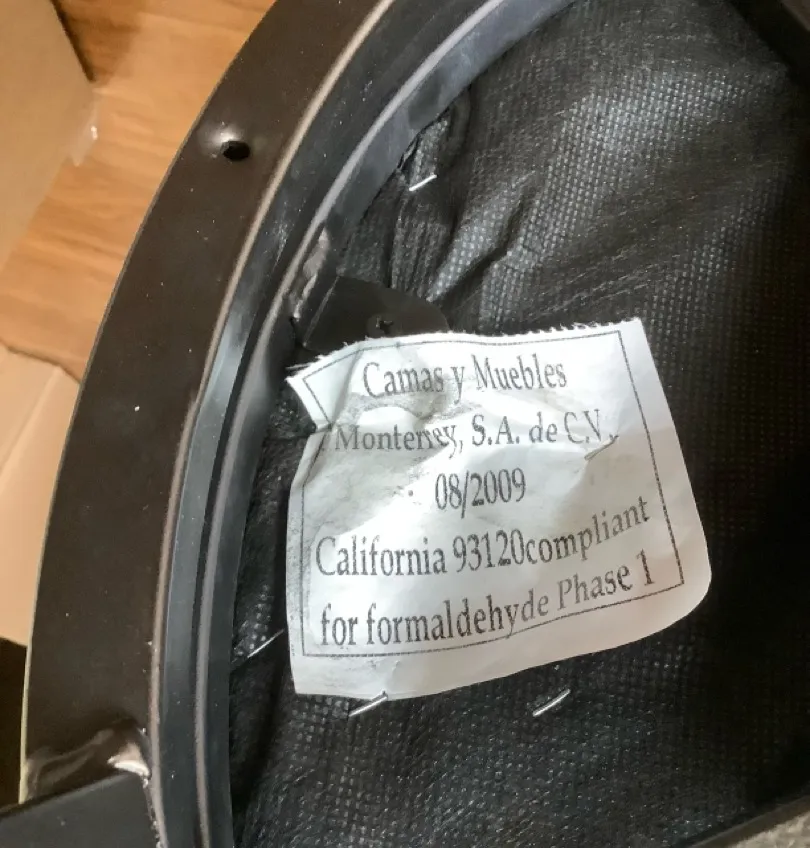 Camas y Muebles
Monterrey, S.A. de C.V.
08/2009
California 93120compliant
for formaldehyde Phase 1